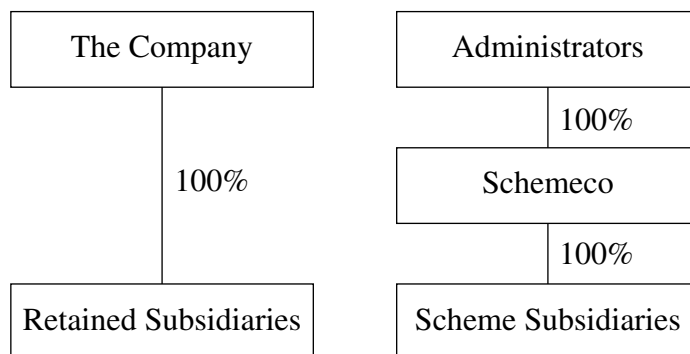 The Company
Administrators
100%
100%
Schemeco
100%
Retained Subsidiaries
Scheme Subsidiaries